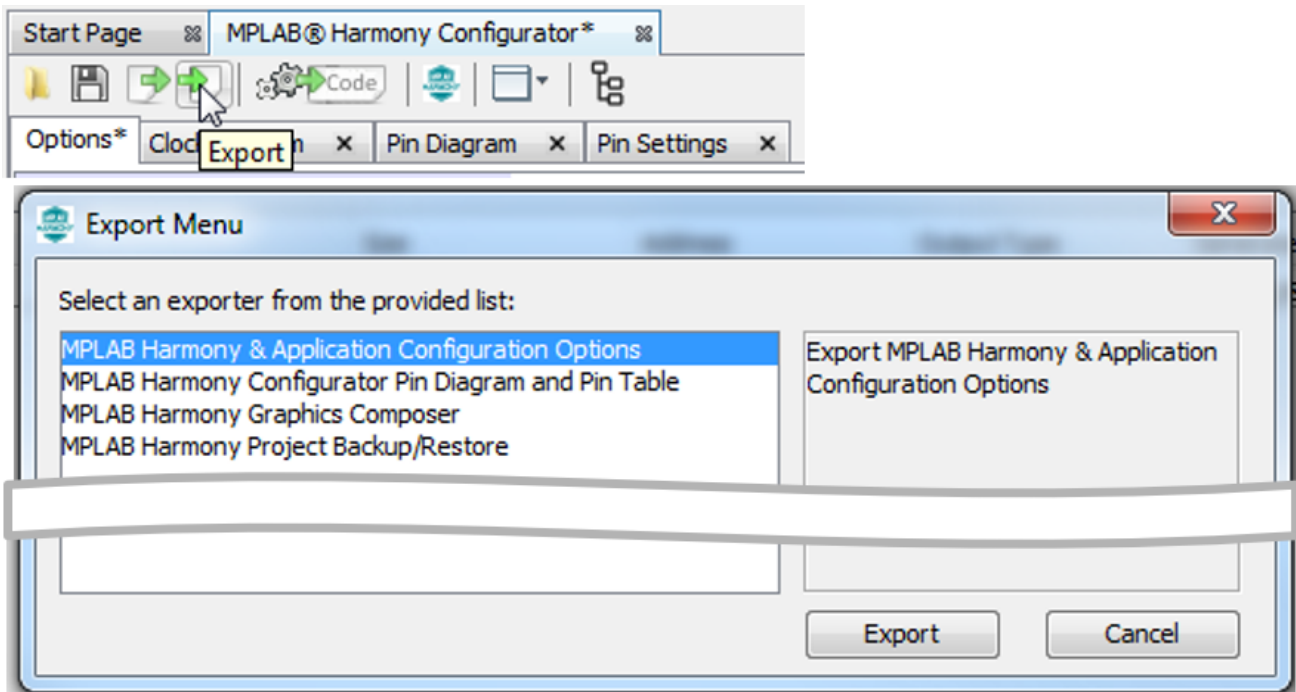 Start Page MPLAB® Harmony Configurator*
Code
Options* Cloc m Pin Diagram Pin Settings
Export
Export Menu
Select an exporter from the provided list:
MPLAB Harmony & Application Configuration Options
MPLAB Harmony Configurator Pin Diagram and Pin Table
MPLAB Harmony Graphics Composer
MPLAB Harmony Project Backup/Restore
Export MPLAB Harmony & Application
Configuration Options
Export Cancel